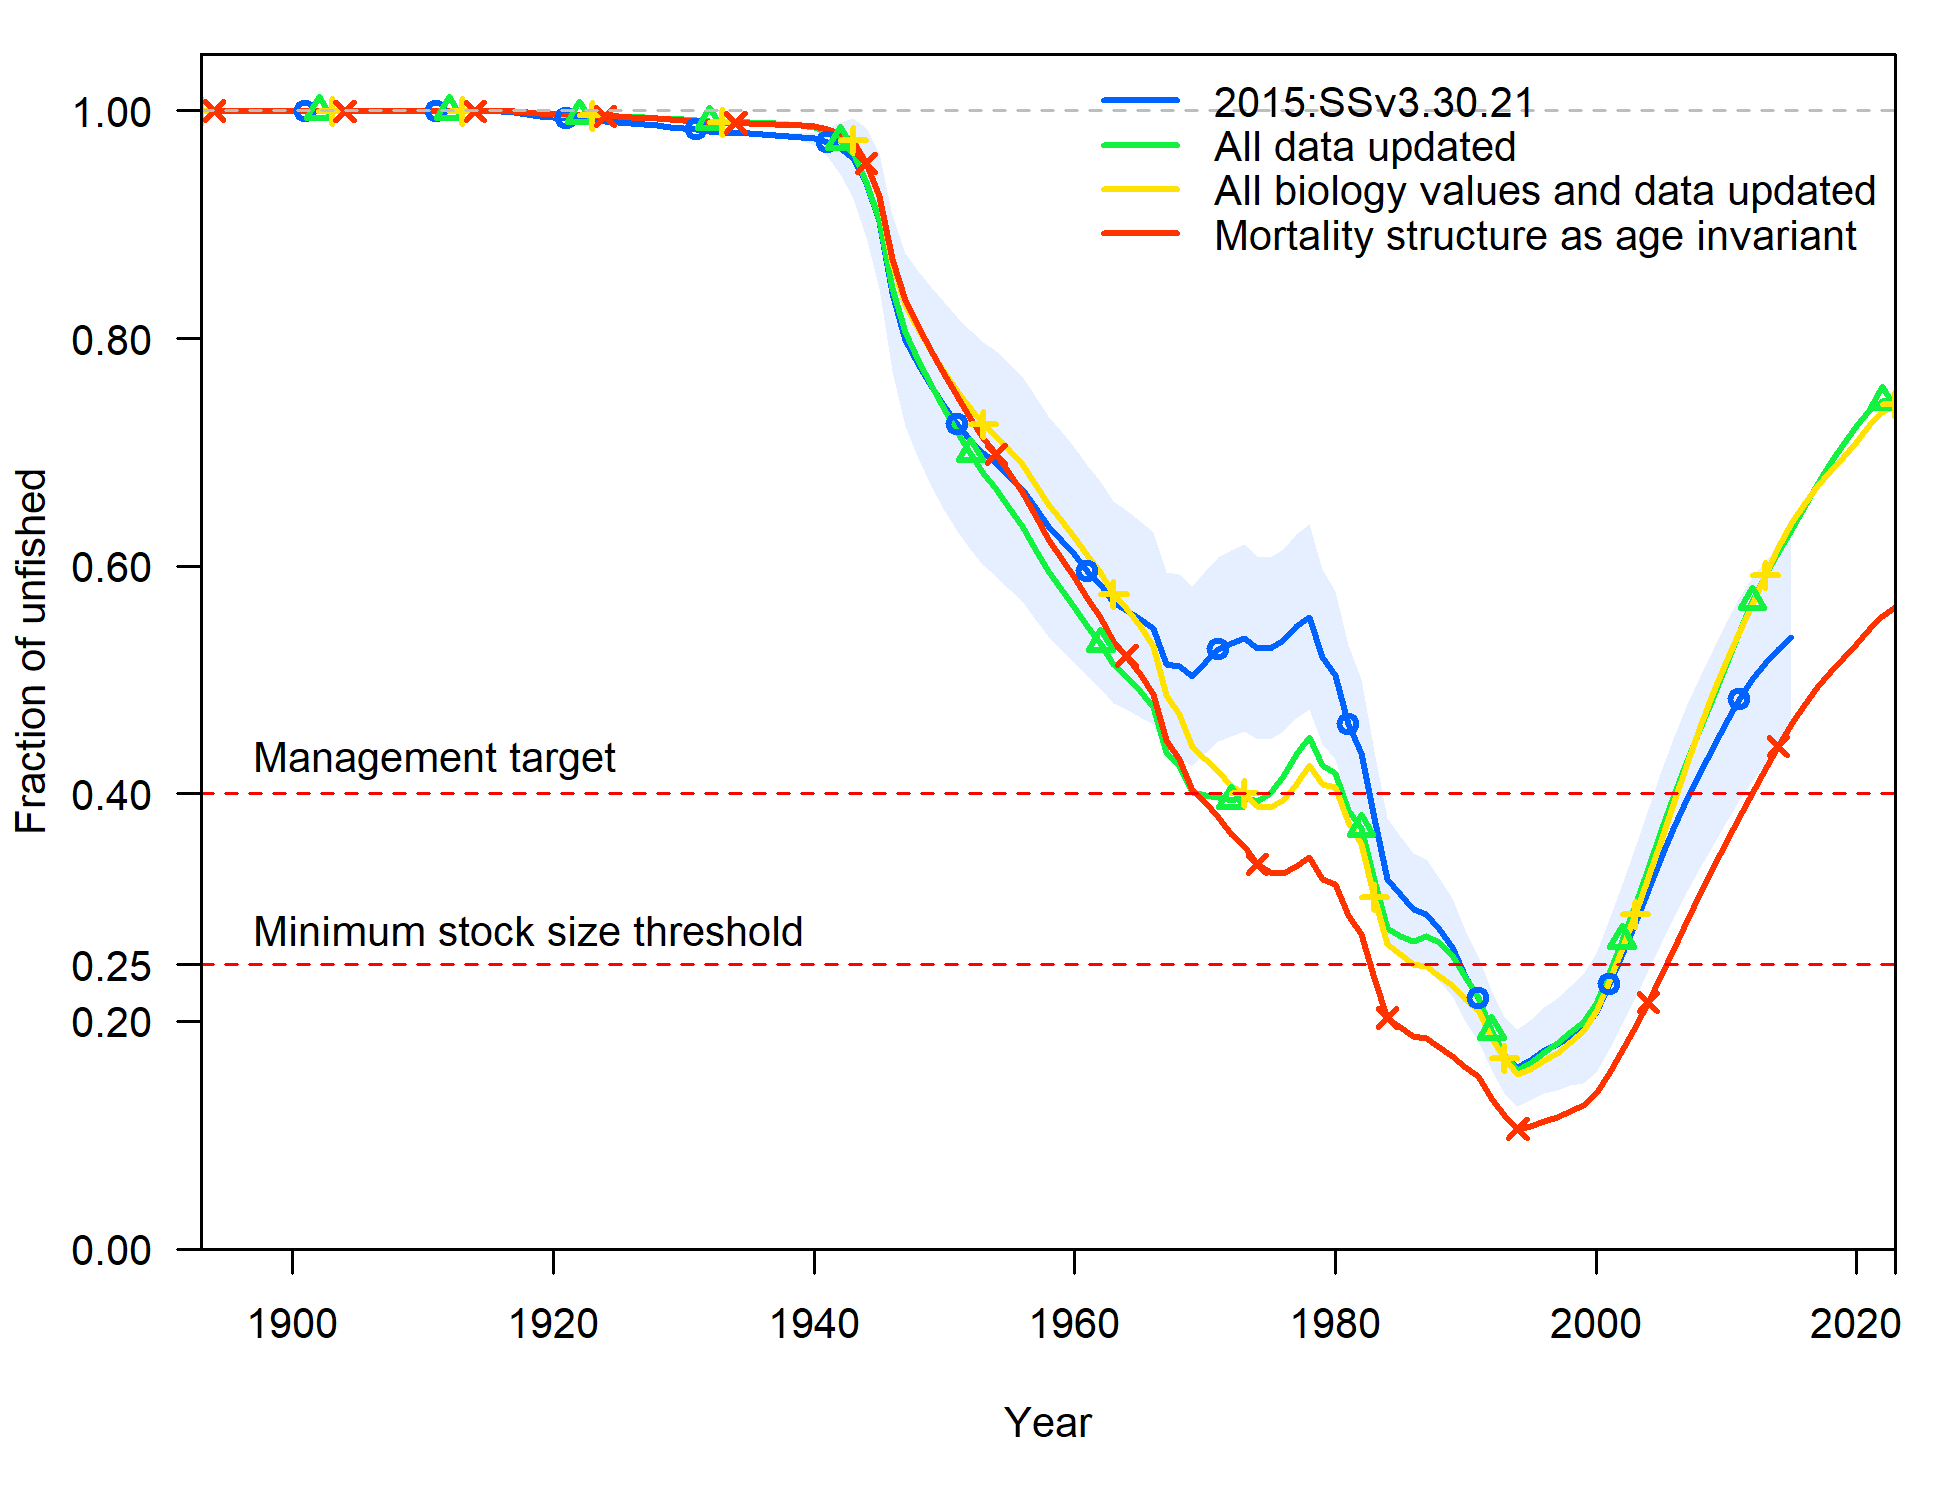 2015:SSv3.30.21
All data updated
All biology values and data updated
Mortality structure as age invariant
1.00
0.80
0.60
0.40
0.25
0.20
0.00
Fraction of unfished
Management target
Minimum stock size threshold
1900 1920 1940 1960 1980 2000 2020
Year